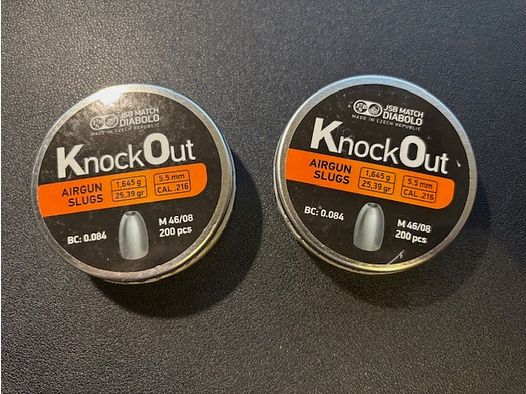 JSB MATCH
DIABOLO
MADE IN CZECH REPUBLIC
KnockOut
AIRGUN
SLUGS
1,645 g
25,39 gr
5.5 mm
CAL .216
BC: 0.084
M 46/08
200 pcs
JSB MATCH
DIABOLO
MADE IN CZECH REPUBLIC
KnockOut
AIRGUN
SLUGS
1,645 g
25,39 gr
5.5 mm
CAL .216
BC: 0.084
M 46/08
200 pcs